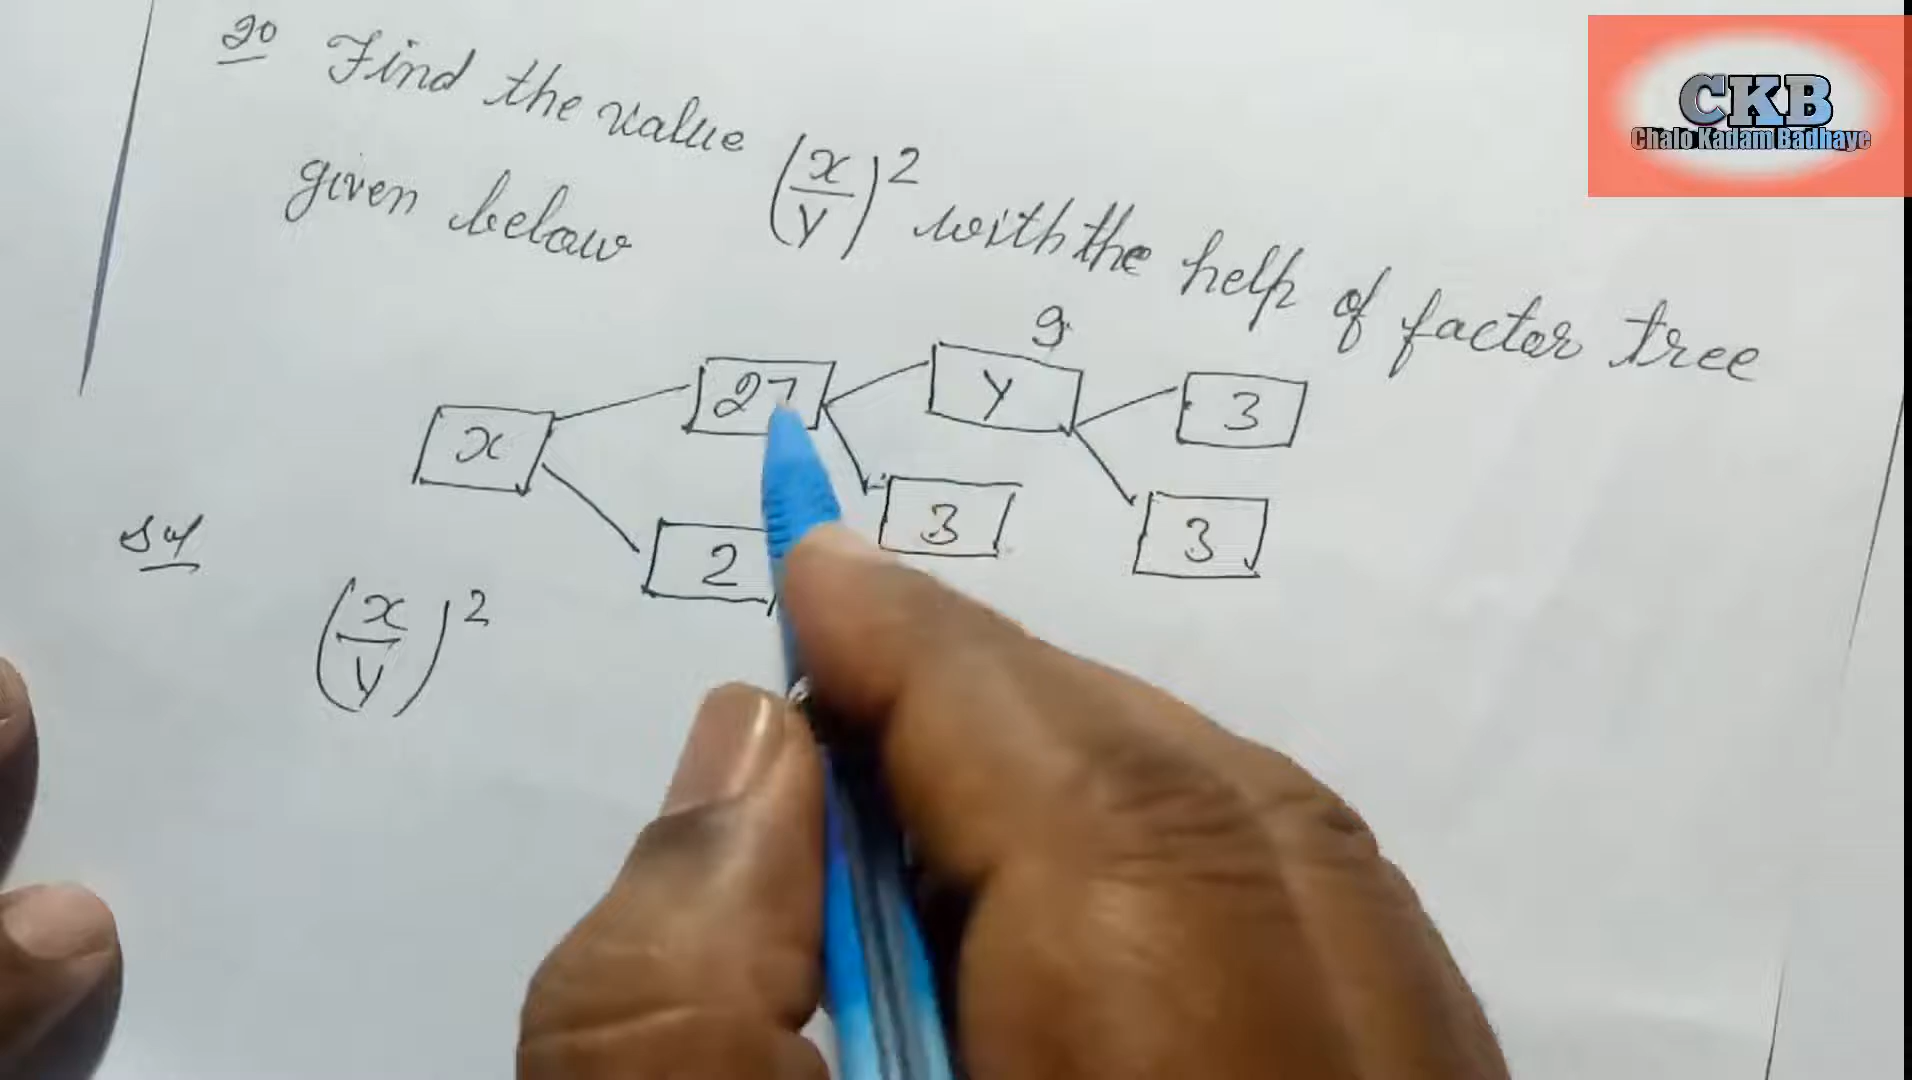 20 Find the value (x/y)² with the help of factor tree
given below
9
x 27 y 3
2 3 3
Sol
(x/y)²
CKB
Chalo Kadam Badhaye